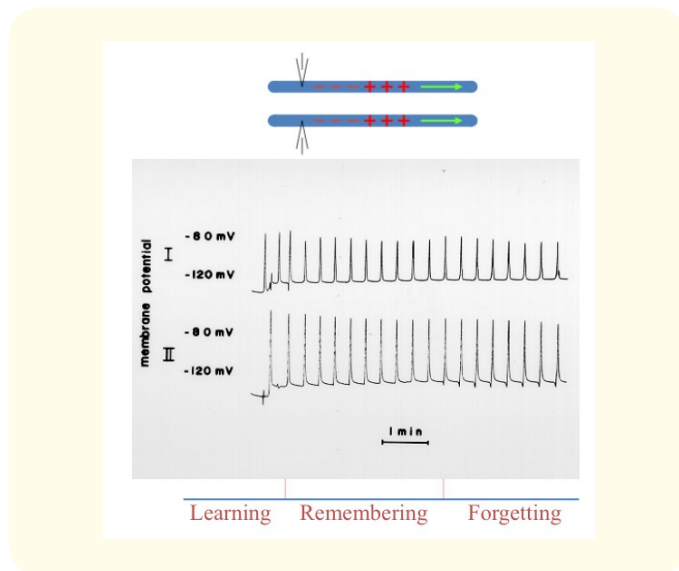 -80 mV
I
-120 mV
membrane potential
-80 mV
II
-120 mV
1 min
Learning Remembering Forgetting